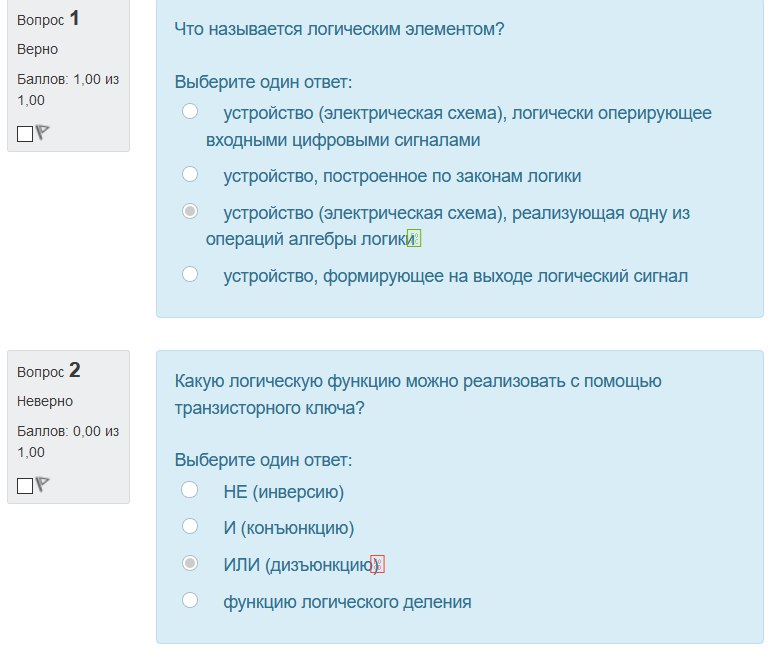 Вопрос 1
Верно
Баллов: 1,00 из
1,00
Что называется логическим элементом?
Выберите один ответ:
устройство (электрическая схема), логически оперирующее
входными цифровыми сигналами
устройство, построенное по законам логики
устройство (электрическая схема), реализующая одну из
операций алгебры логики
устройство, формирующее на выходе логический сигнал
Вопрос 2
Неверно
Баллов: 0,00 из
1,00
Какую логическую функцию можно реализовать с помощью
транзисторного ключа?
Выберите один ответ:
НЕ (инверсию)
И (конъюнкцию)
ИЛИ (дизъюнкцию)
функцию логического деления